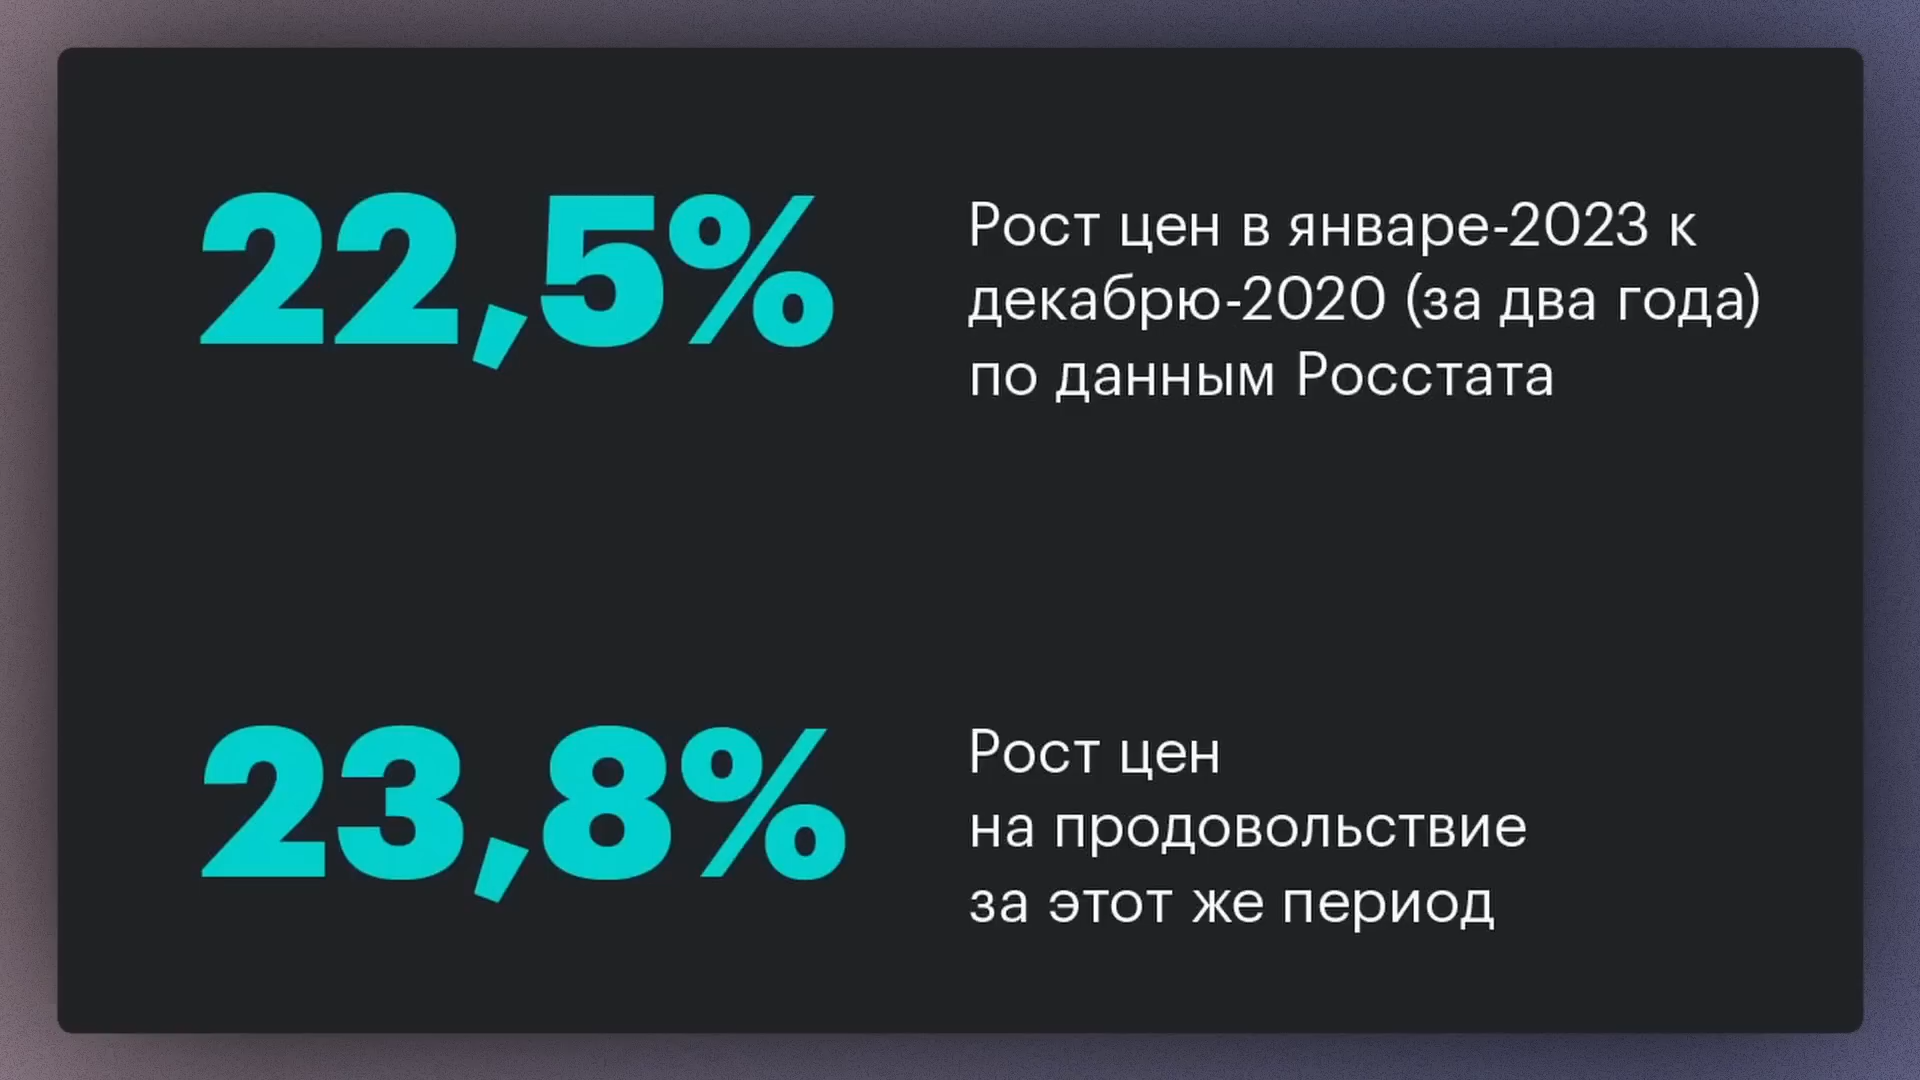 22,5%
Рост цен в январе-2023 к
декабрю-2020 (за два года)
по данным Росстата
23,8%
Рост цен
на продовольствие
за этот же период